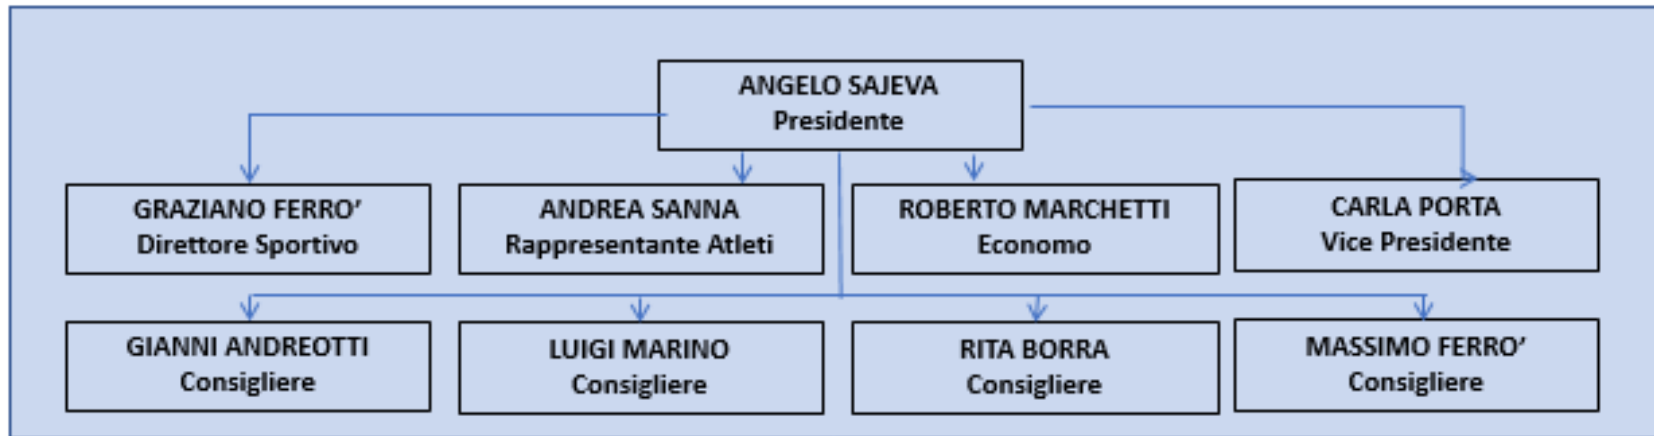 ANGELO SAJEVA
Presidente
GRAZIANO FERRO'
Direttore Sportivo
ANDREA SANNA
Rappresentante Atleti
ROBERTO MARCHETTI
Economo
CARLA PORTA
Vice Presidente
GIANNI ANDREOTTI
Consigliere
LUIGI MARINO
Consigliere
RITA BORRA
Consigliere
MASSIMO FERRO'
Consigliere